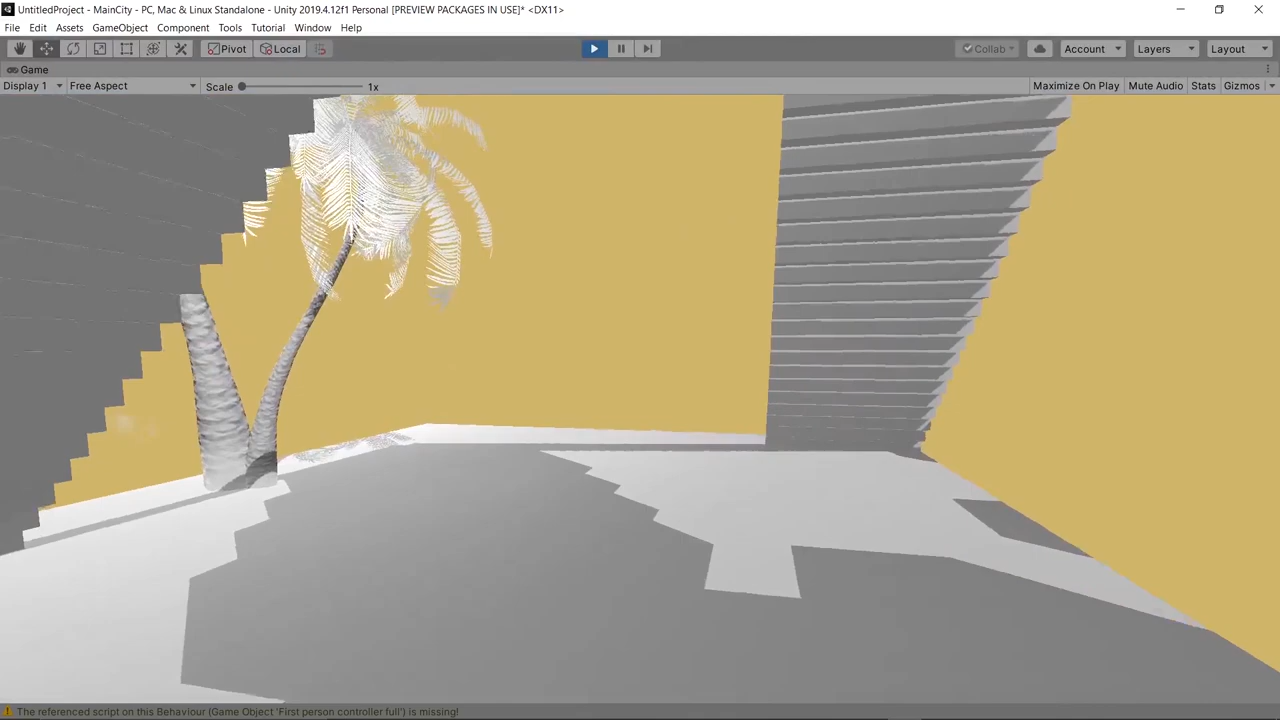 UntitledProject - MainCity - PC, Mac & Linux Standalone - Unity 2019.4.12f1 Personal [PREVIEW PACKAGES IN USE]* <DX11>
File Edit Assets GameObject Component Tools Tutorial Window Help
Pivot Local Collab Account Layers Layout
Game
Display 1 Free Aspect Scale 1x Maximize On Play Mute Audio Stats Gizmos
The referenced script on this Behaviour (Game Object 'First person controller full') is missing!